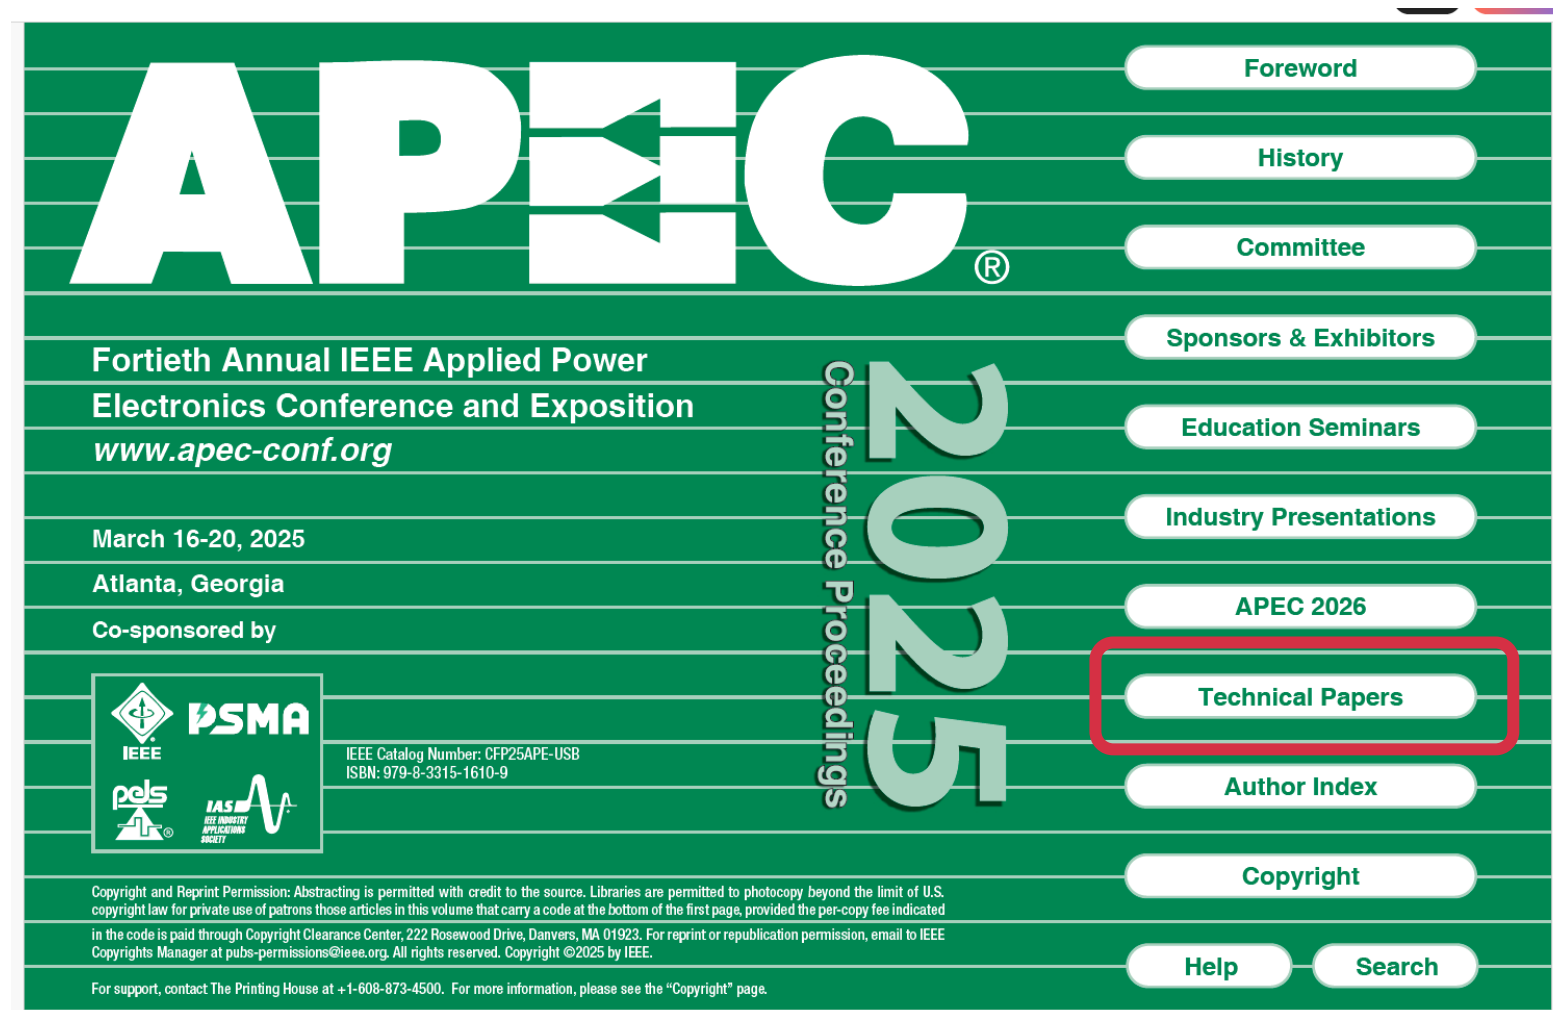 APEC®
Fortieth Annual IEEE Applied Power
Electronics Conference and Exposition
www.apec-conf.org
March 16-20, 2025
Atlanta, Georgia
Co-sponsored by
IEEE
PSMA
pels®
IAS
IEEE INDUSTRY
APPLICATIONS
SOCIETY
IEEE Catalog Number: CFP25APE-USB
ISBN: 979-8-3315-1610-9
2025
Conference Proceedings
Copyright and Reprint Permission: Abstracting is permitted with credit to the source. Libraries are permitted to photocopy beyond the limit of U.S.
copyright law for private use of patrons those articles in this volume that carry a code at the bottom of the first page, provided the per-copy fee indicated
in the code is paid through Copyright Clearance Center, 222 Rosewood Drive, Danvers, MA 01923. For reprint or republication permission, email to IEEE
Copyrights Manager at pubs-permissions@ieee.org. All rights reserved. Copyright ©2025 by IEEE.
For support, contact The Printing House at +1-608-873-4500. For more information, please see the “Copyright” page.
Foreword
History
Committee
Sponsors & Exhibitors
Education Seminars
Industry Presentations
APEC 2026
Technical Papers
Author Index
Copyright
Help
Search